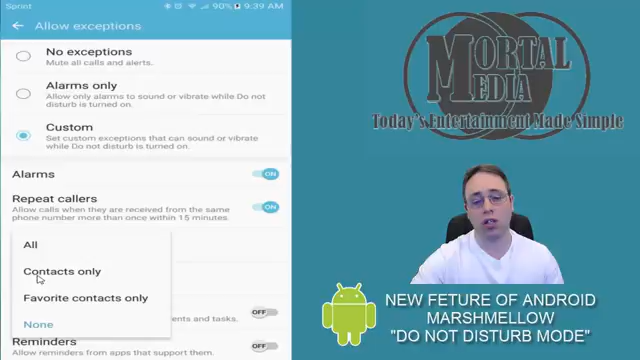 Sprint
90%
9:39 AM
Allow exceptions
No exceptions
Mute all calls and alerts.
Alarms only
Allow only alarms to sound or vibrate while Do not
disturb is turned on.
Custom
Set custom exceptions that can sound or vibrate
while Do not disturb is turned on.
Alarms
ON
Repeat callers
Allow calls when they are received from the same
phone number more than once within 15 minutes.
ON
All
Contacts only
Favorite contacts only
None
ents and tasks.
OFF
Reminders
Allow reminders from apps that support them.
OFF
MORTAL
MEDIA
Today's Entertainment Made Simple
NEW FETURE OF ANDROID
MARSHMELLOW
"DO NOT DISTURB MODE"